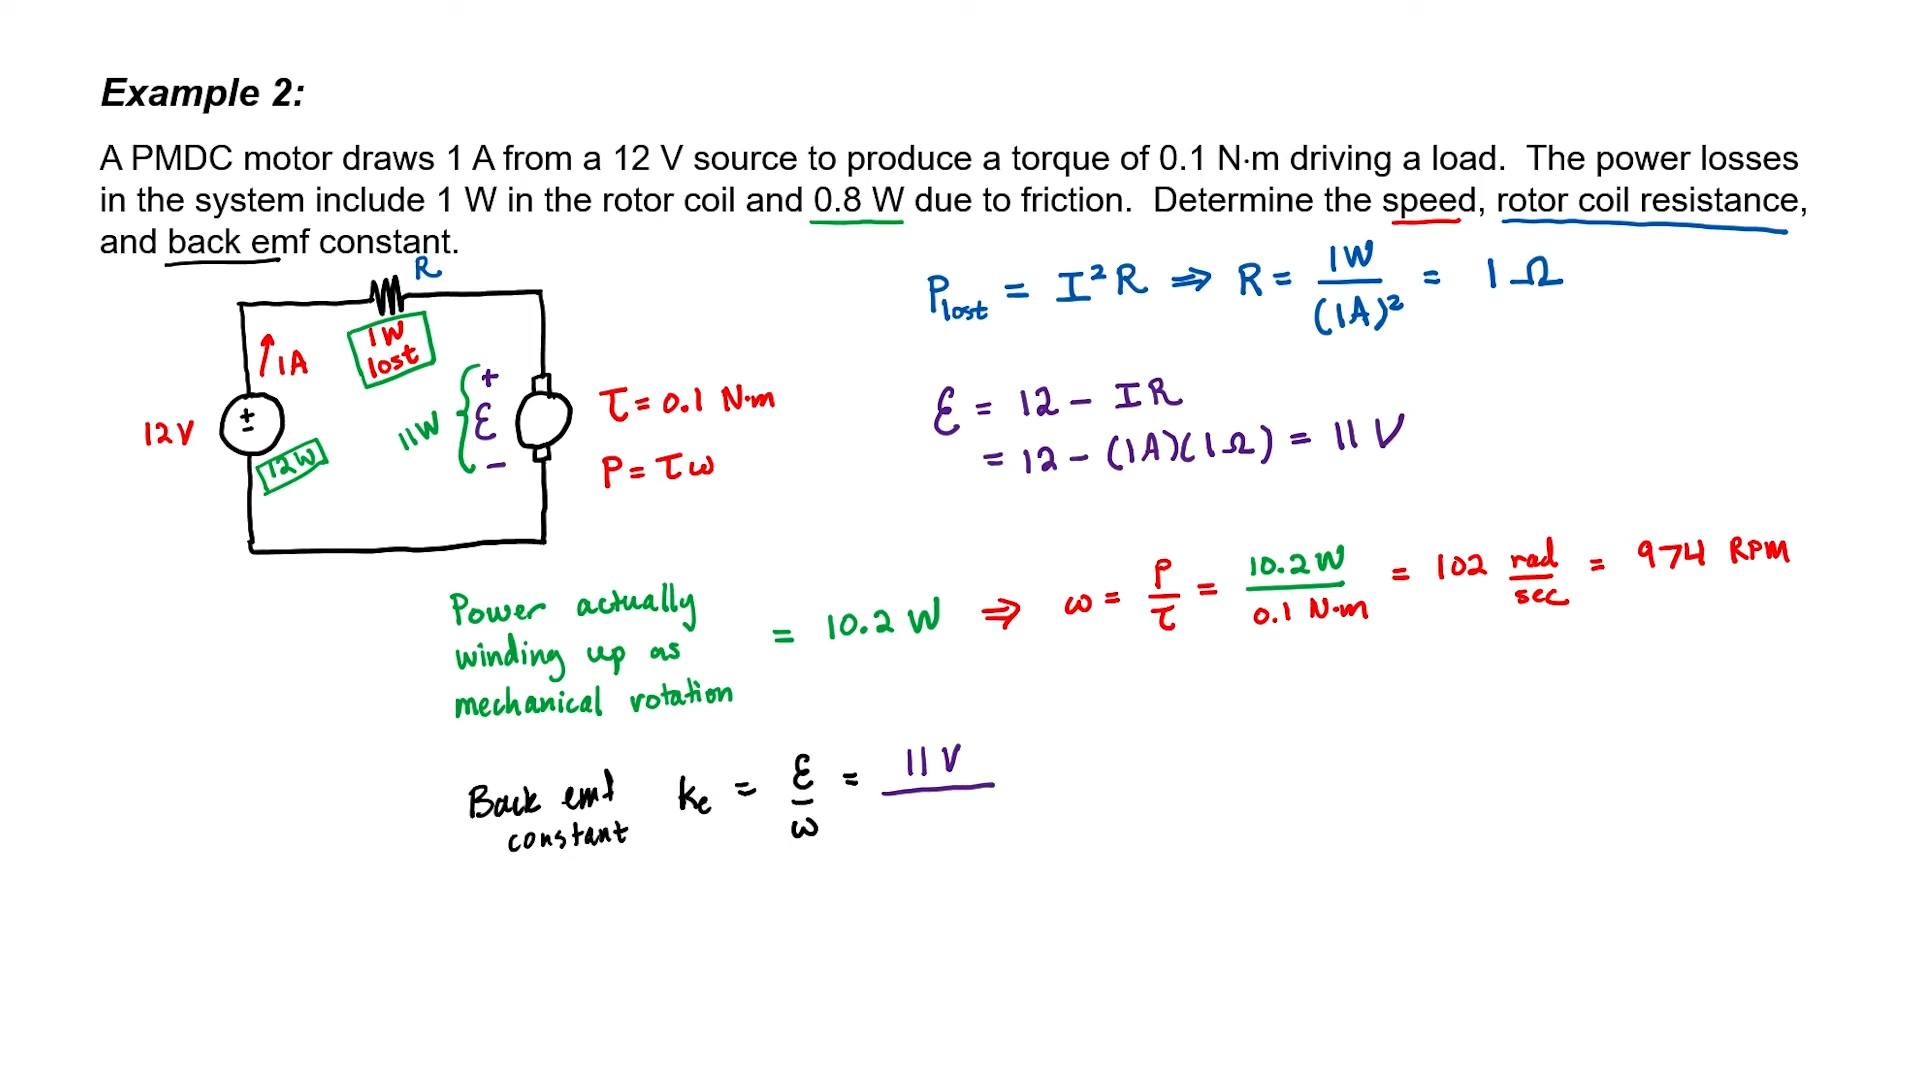 Example 2:
A PMDC motor draws 1 A from a 12 V source to produce a torque of 0.1 N·m driving a load. The power losses
in the system include 1 W in the rotor coil and 0.8 W due to friction. Determine the speed, rotor coil resistance,
and back emf constant.
R
1W
lost
1A
12V
+
-
12W
11W
+
ε
-
τ = 0.1 N·m
P = τω
P lost = I²R ⇒ R = 1W / (1A)² = 1 Ω
ε = 12 - IR
= 12 - (1A)(1Ω) = 11 V
Power actually
winding up as
mechanical rotation
= 10.2 W ⇒ ω = P / τ = 10.2 W / 0.1 N·m = 102 rad / sec = 974 RPM
Back emf
constant
ke = ε / ω = 11 V